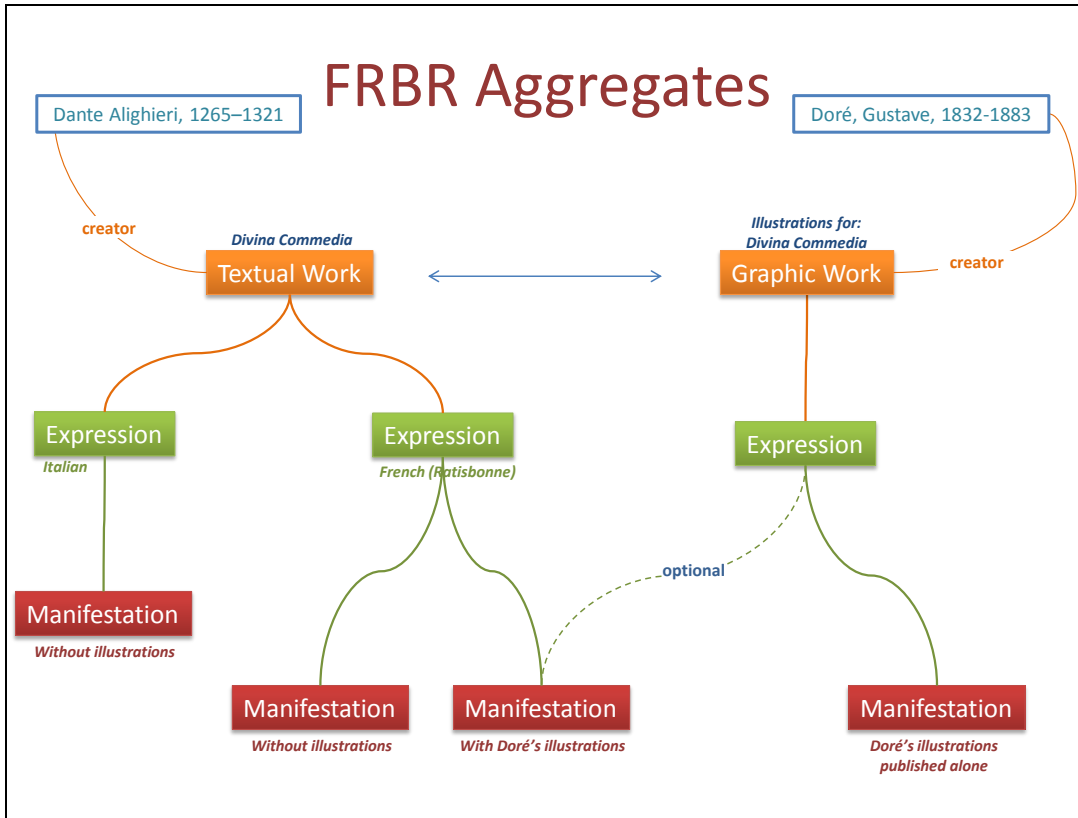 FRBR Aggregates
Dante Alighieri, 1265–1321
Doré, Gustave, 1832-1883
creator
Divina Commedia
Textual Work
Illustrations for:
Divina Commedia
Graphic Work
creator
Expression
Italian
Expression
French (Ratisbonne)
Expression
optional
Manifestation
Without illustrations
Manifestation
Without illustrations
Manifestation
With Doré's illustrations
Manifestation
Doré's illustrations
published alone